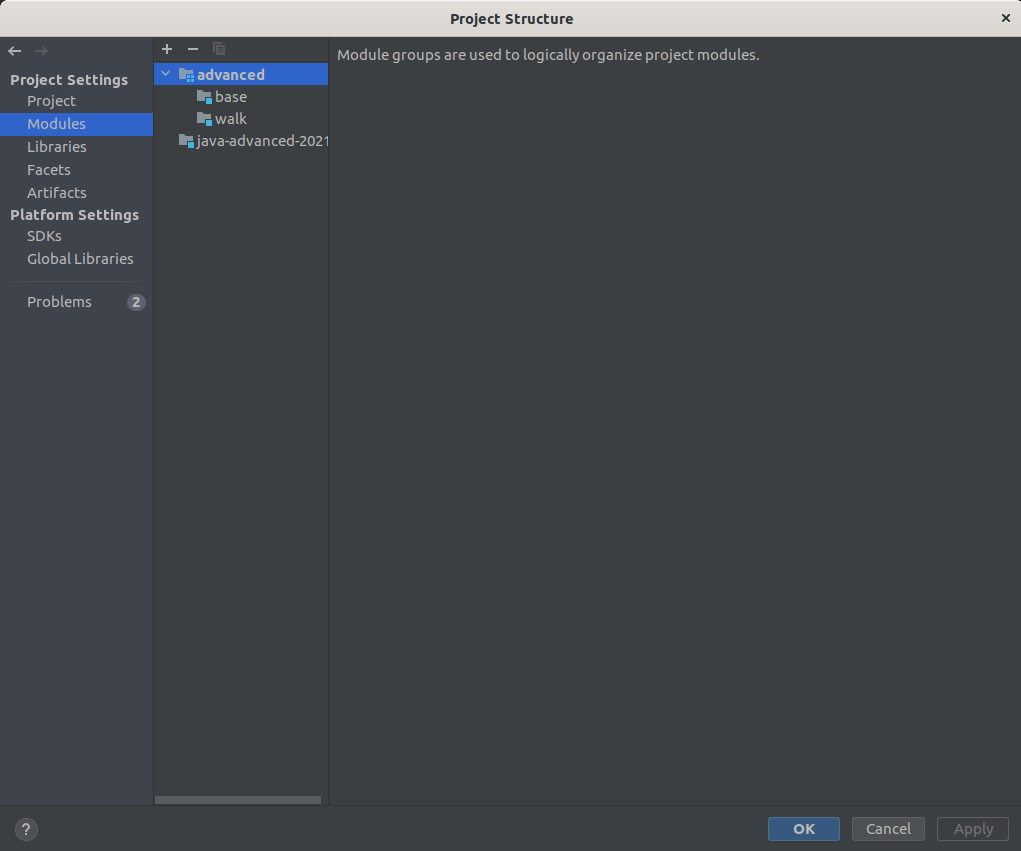 Project Structure
Project Settings
Project
Modules
Libraries
Facets
Artifacts
Platform Settings
SDKs
Global Libraries
Problems 2
advanced
base
walk
java-advanced-2021
Module groups are used to logically organize project modules.
?
OK Cancel Apply